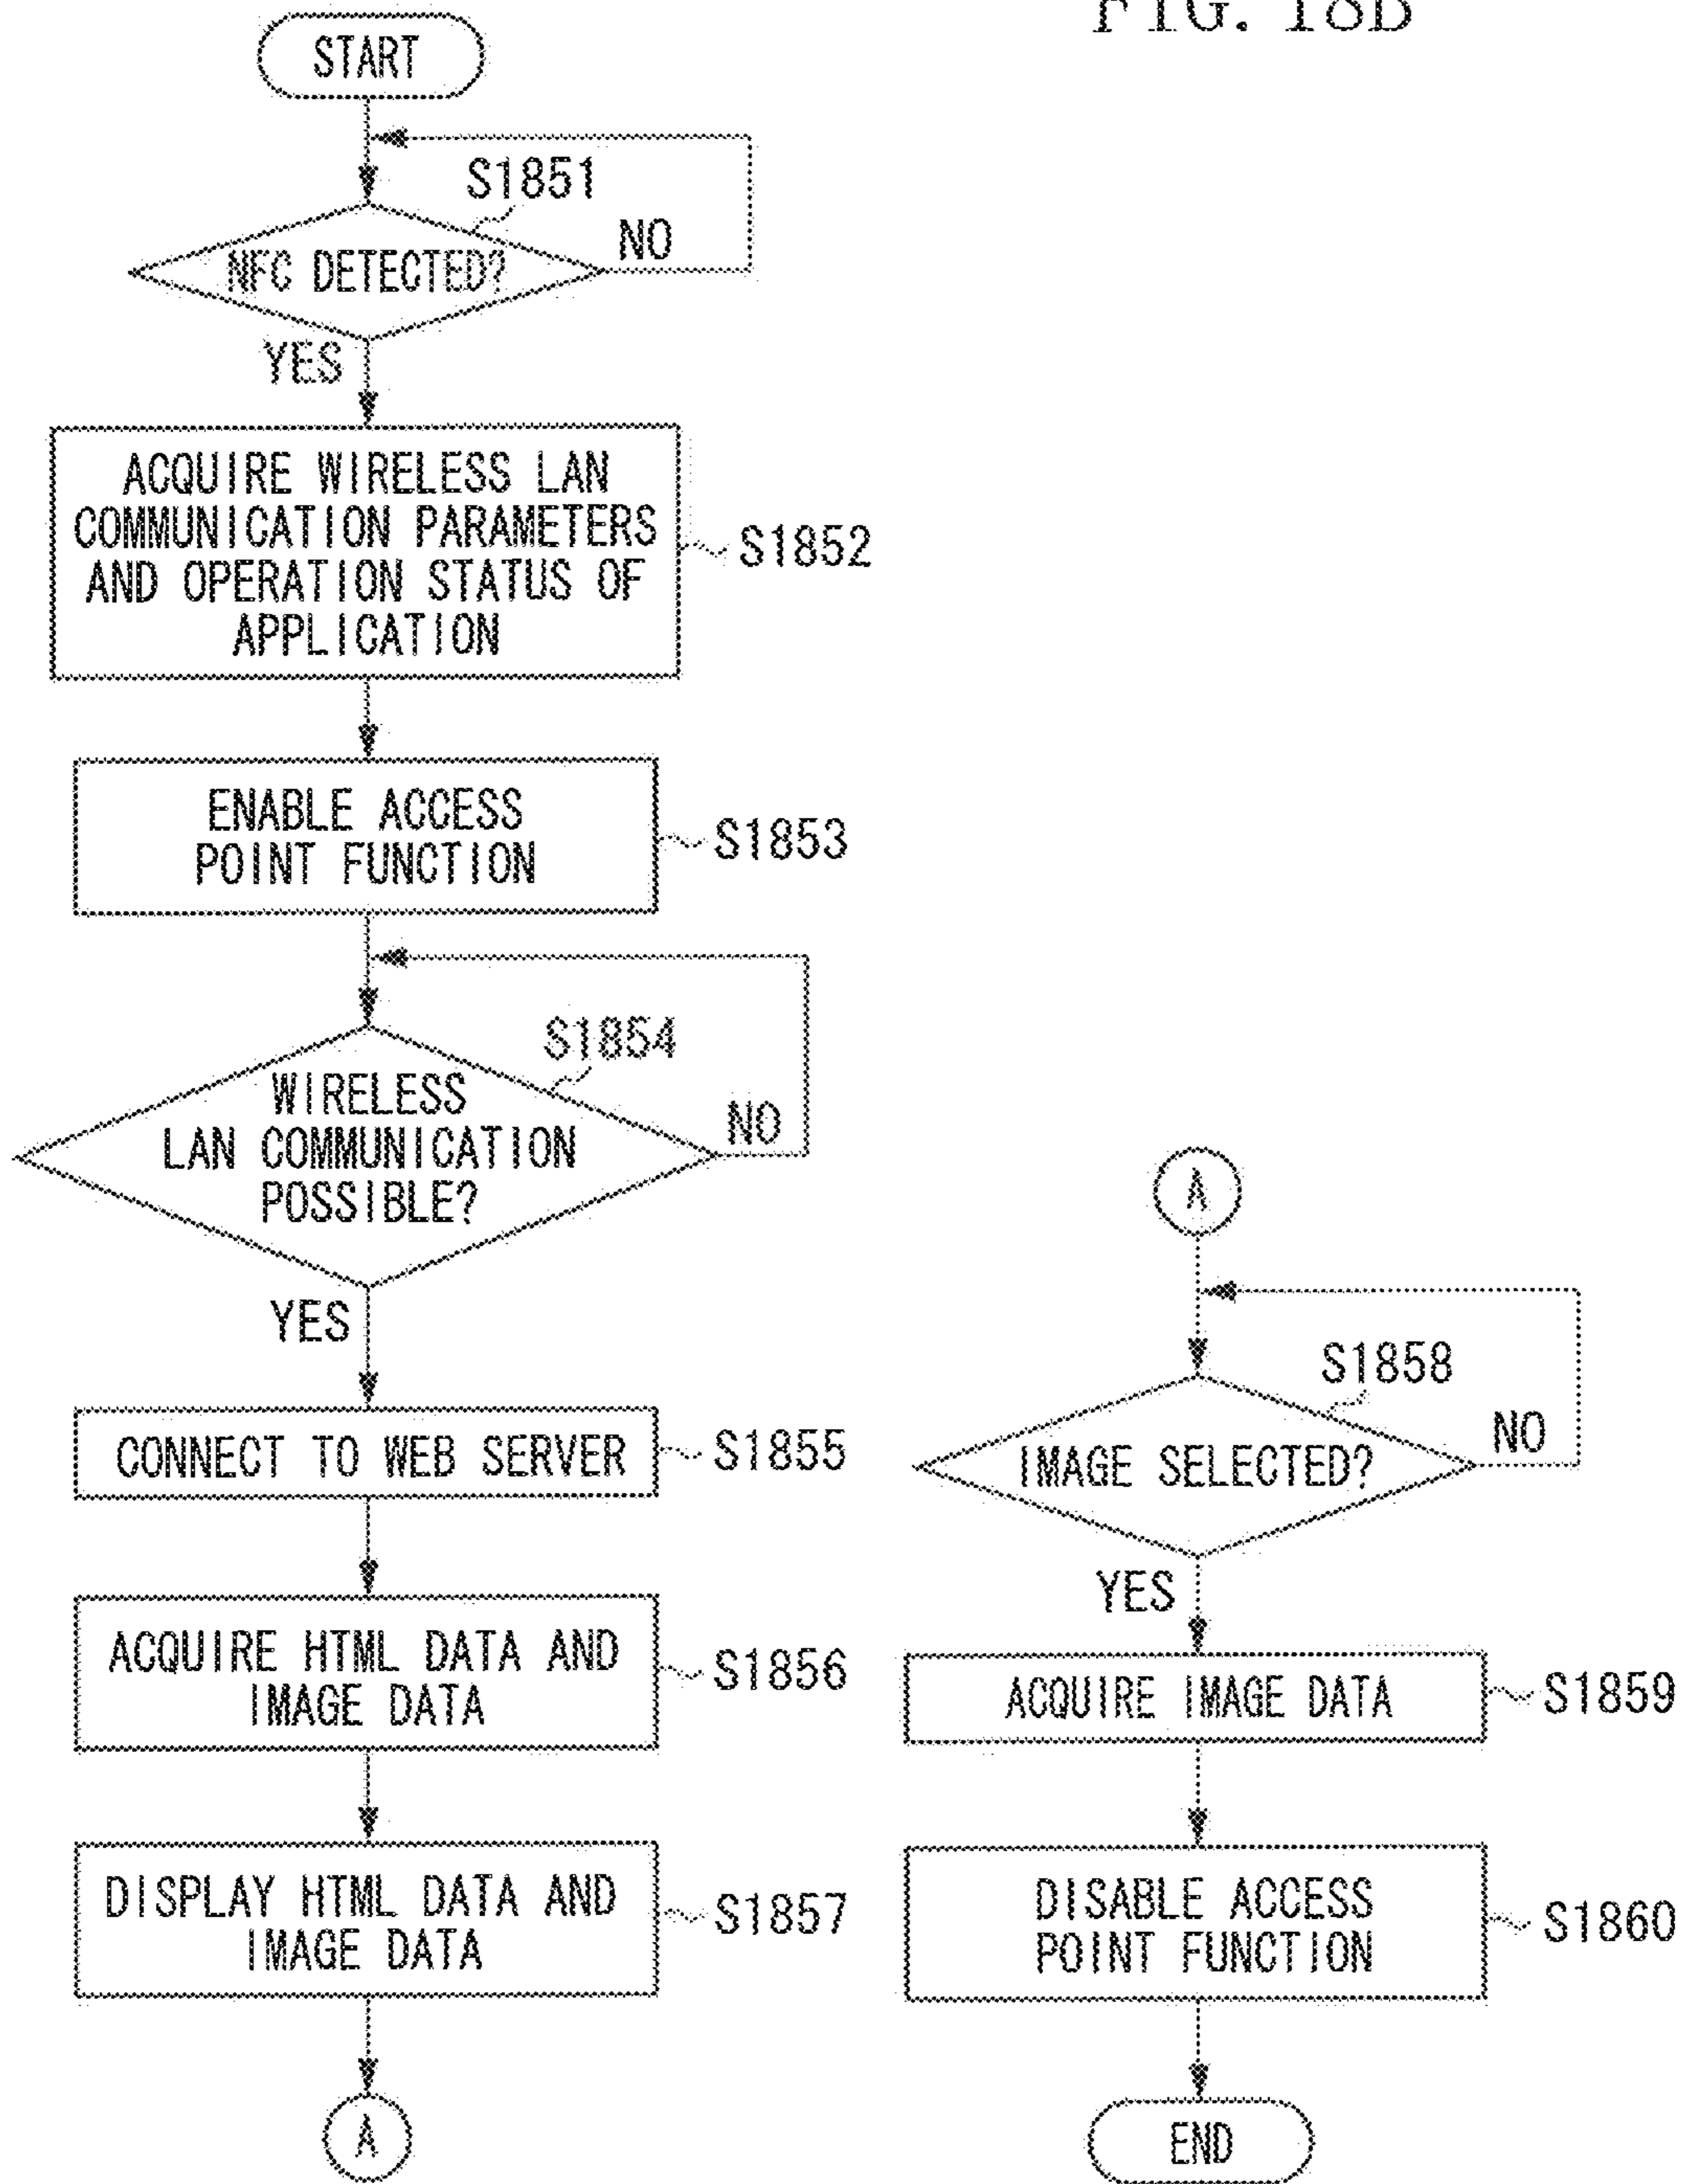 FIG. 18B
START
S1851
NFC DETECTED?
NO
YES
ACQUIRE WIRELESS LAN
COMMUNICATION PARAMETERS
AND OPERATION STATUS OF
APPLICATION
S1852
ENABLE ACCESS
POINT FUNCTION
S1853
S1854
WIRELESS
LAN COMMUNICATION
POSSIBLE?
NO
YES
CONNECT TO WEB SERVER
S1855
ACQUIRE HTML DATA AND
IMAGE DATA
S1856
DISPLAY HTML DATA AND
IMAGE DATA
S1857
A
A
S1858
IMAGE SELECTED?
NO
YES
ACQUIRE IMAGE DATA
S1859
DISABLE ACCESS
POINT FUNCTION
S1860
END